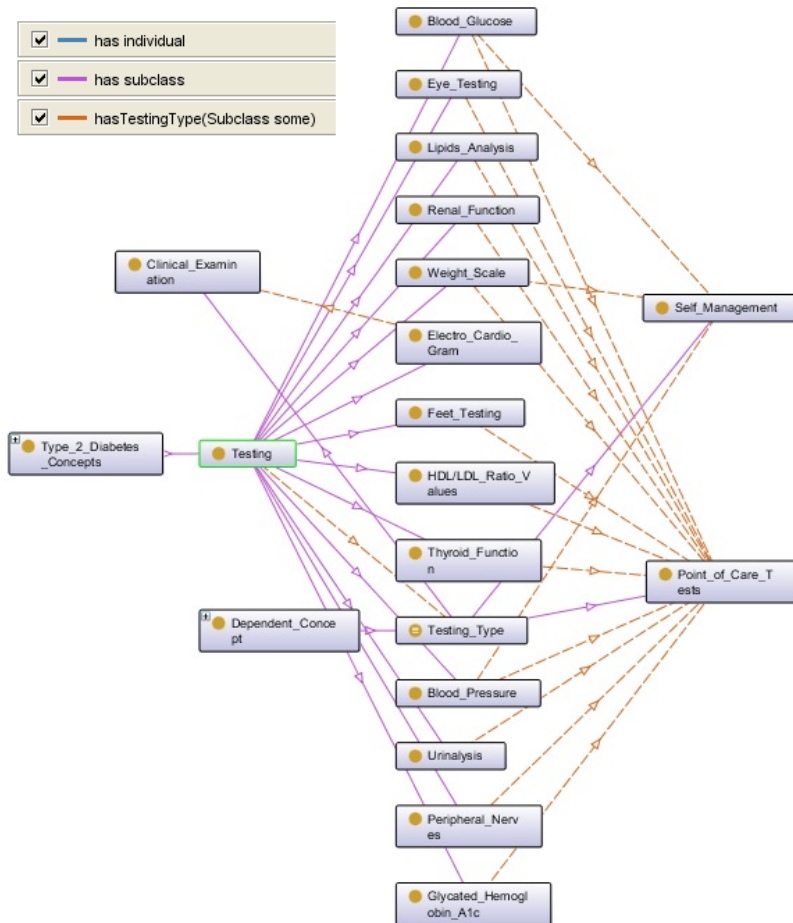 has individual
has subclass
hasTestingType(Subclass some)
Blood_Glucose
Eye_Testing
Lipids_Analysis
Renal_Function
Clinical_Examin
ation
Weight_Scale
Self_Management
Electro_Cardio_
Gram
Feet_Testing
Type_2_Diabetes
_Concepts
Testing
HDL/LDL_Ratio_V
alues
Thyroid_Functio
n
Point_of_Care_T
ests
Dependent_Conce
pt
Testing_Type
Blood_Pressure
Urinalysis
Peripheral_Nerv
es
Glycated_Hemogl
obin_A1c